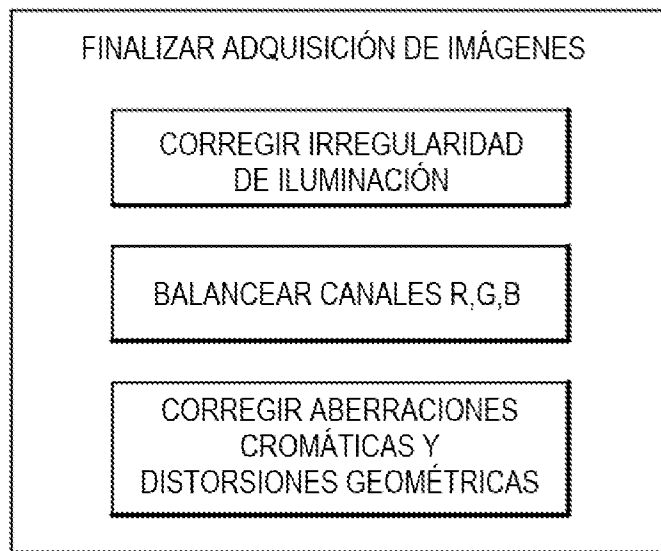 FINALIZAR ADQUISICIÓN DE IMÁGENES
CORREGIR IRREGULARIDAD
DE ILUMINACIÓN
BALANCEAR CANALES R,G,B
CORREGIR ABERRACIONES
CROMÁTICAS Y
DISTORSIONES GEOMÉTRICAS